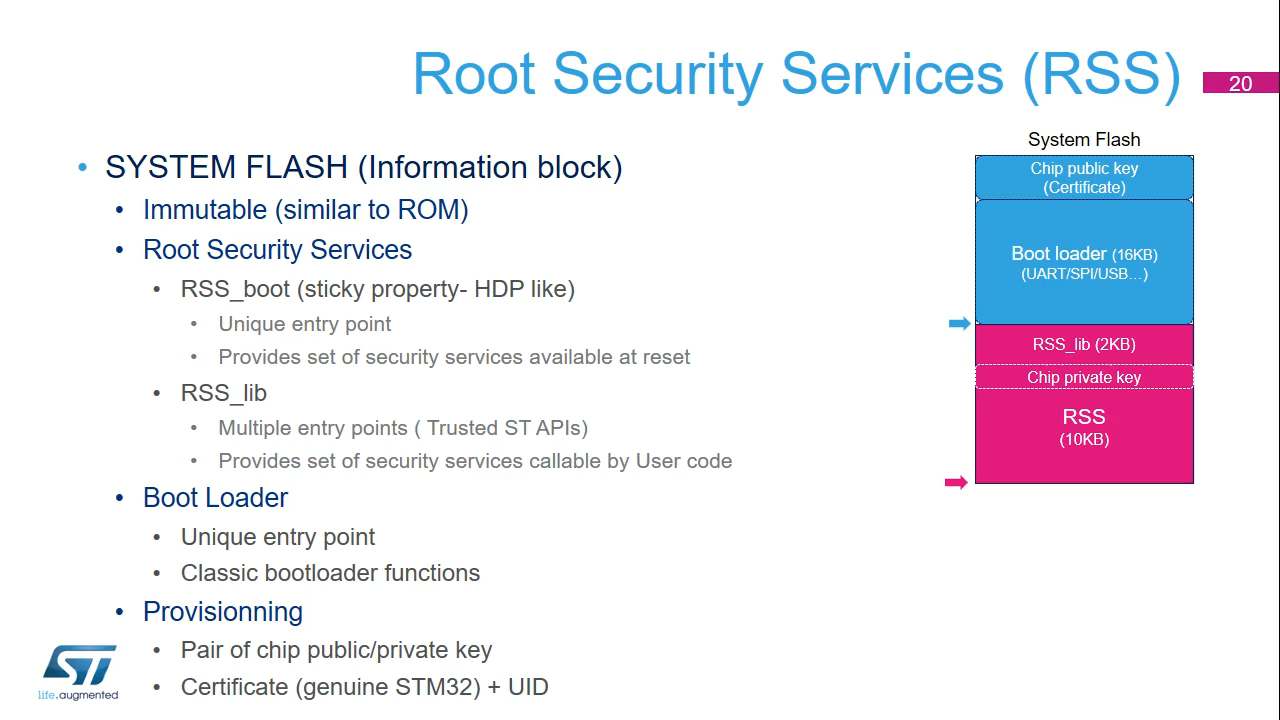 Root Security Services (RSS)
20
• SYSTEM FLASH (Information block)
• Immutable (similar to ROM)
• Root Security Services
• RSS_boot (sticky property- HDP like)
• Unique entry point
• Provides set of security services available at reset
• RSS_lib
• Multiple entry points ( Trusted ST APIs)
• Provides set of security services callable by User code
• Boot Loader
• Unique entry point
• Classic bootloader functions
• Provisionning
• Pair of chip public/private key
• Certificate (genuine STM32) + UID
System Flash
Chip public key
(Certificate)
Boot loader (16KB)
(UART/SPI/USB…)
RSS_lib (2KB)
Chip private key
RSS
(10KB)
ST
life.augmented